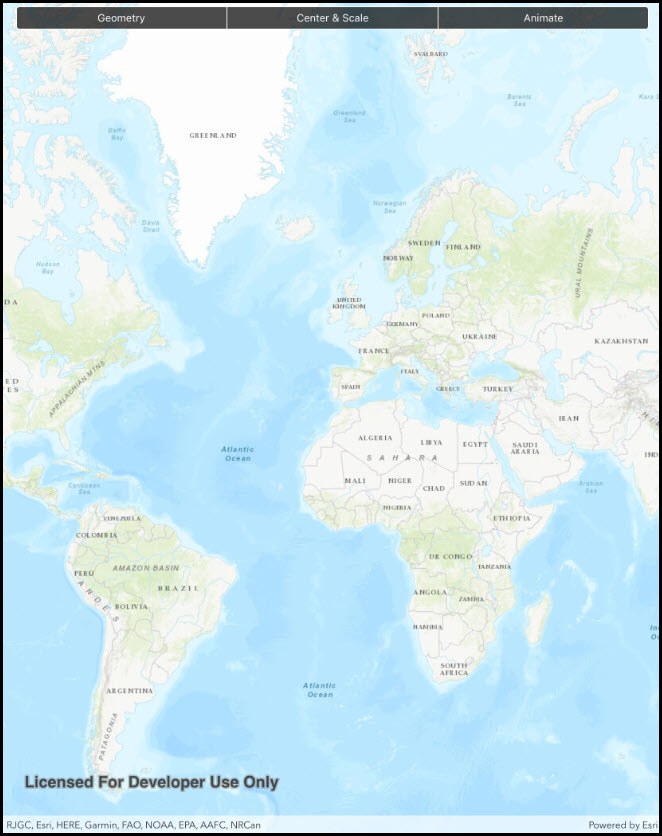 Geometry Center & Scale Animate
SVALBARD
Barents
Sea
Kara S
Greenland
Sea
Baffin
Bay
GREENLAND
Norwegian
Sea
Davis
Strait
Hudson
Bay
SWEDEN
FINLAND
NORWAY
URAL MOUNTAINS
DA
UNITED
KINGDOM
POLAND
GERMANY
UKRAINE
KAZAKHSTAN
FRANCE
ITALY
ED
ES
APPALACHIAN MTNS
SPAIN
GREECE
TURKEY
IRAN
HI
ALGERIA
LIBYA
EGYPT
SAUDI
ARABIA
IND
Atlantic
Ocean
SAHARA
MALI
NIGER
CHAD
SUDAN
Caribbean
Sea
Arabian
Sea
NIGERIA
VENEZUELA
ETHIOPIA
COLOMBIA
DR CONGO
AMAZON BASIN
TANZANIA
PERU
BRAZIL
ANGOLA
ZAMBIA
ANDES
BOLIVIA
NAMIBIA
In
Oc
SOUTH
AFRICA
Atlantic
Ocean
ARGENTINA
PATAGONIA
Licensed For Developer Use Only
RJGC, Esri, HERE, Garmin, FAO, NOAA, EPA, AAFC, NRCan
Powered by Esri